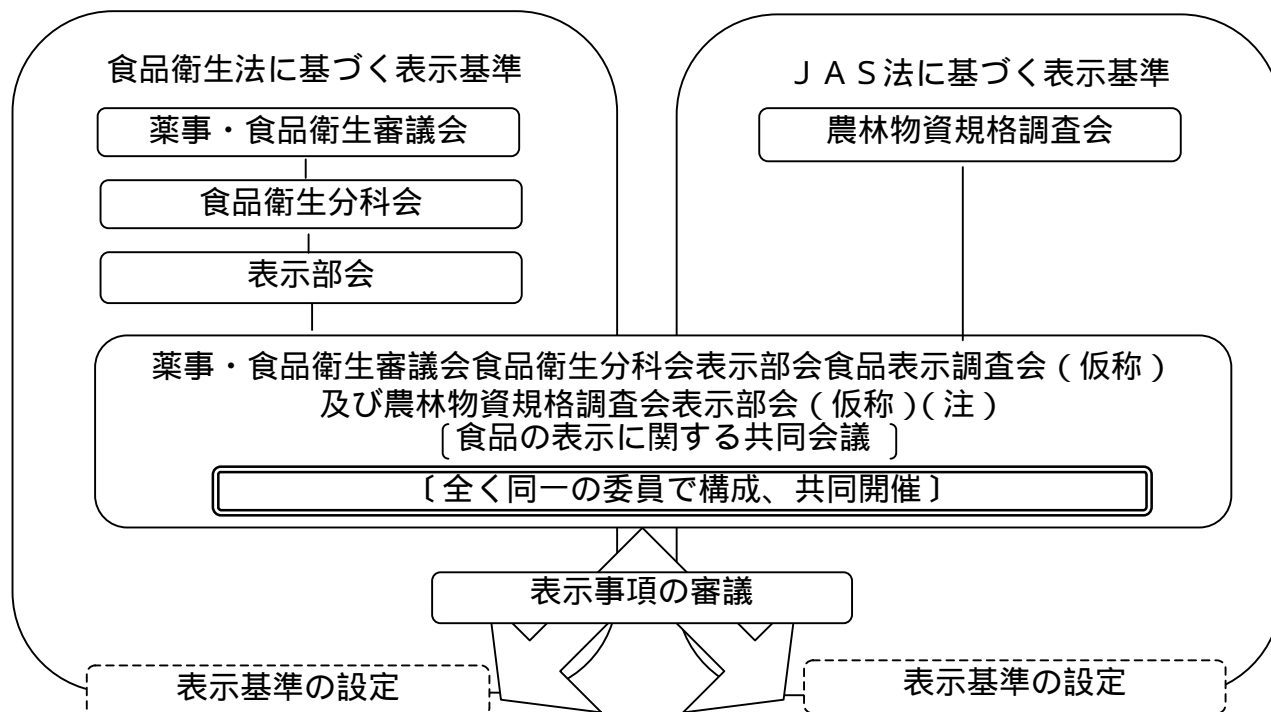 食品衛生法に基づく表示基準
薬事・食品衛生審議会
食品衛生分科会
表示部会
ＪＡＳ法に基づく表示基準
農林物資規格調査会
薬事・食品衛生審議会食品衛生分科会表示部会食品表示調査会（仮称）
及び農林物資規格調査会表示部会（仮称）（注）
〔食品の表示に関する共同会議〕
〔全く同一の委員で構成、共同開催〕
表示事項の審議
表示基準の設定
表示基準の設定